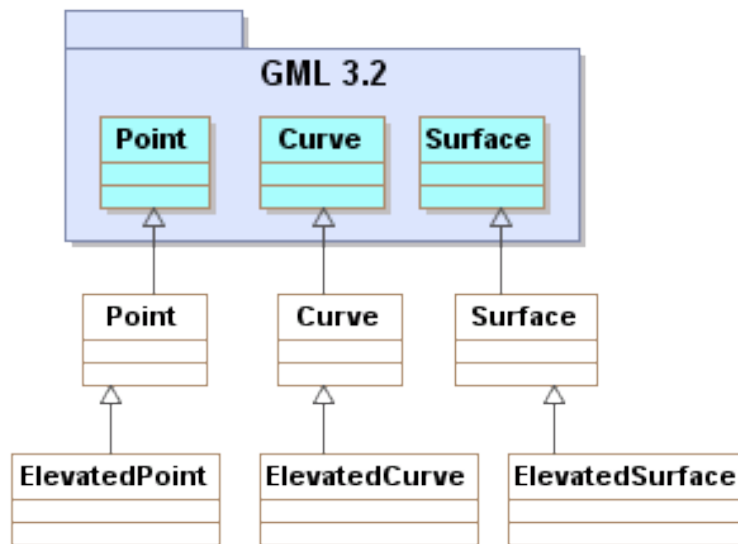 GML 3.2
Point Curve Surface
Point Curve Surface
ElevatedPoint ElevatedCurve ElevatedSurface